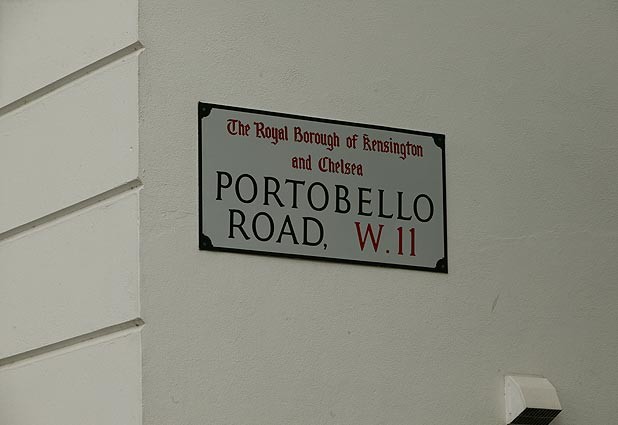 The Royal Borough of Kensington
and Chelsea
PORTOBELLO
ROAD, W.11